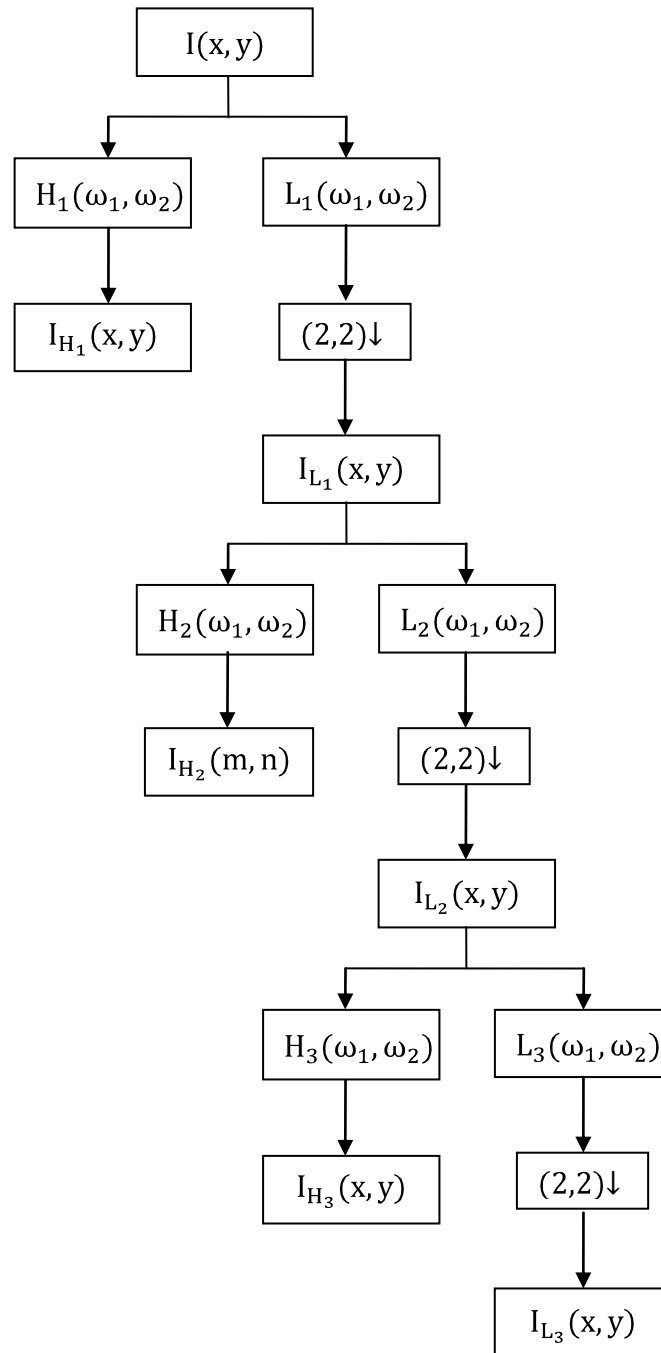 I(x, y)
H₁(ω₁, ω₂)
L₁(ω₁, ω₂)
I_H₁(x, y)
(2,2)↓
I_L₁(x, y)
H₂(ω₁, ω₂)
L₂(ω₁, ω₂)
I_H₂(m, n)
(2,2)↓
I_L₂(x, y)
H₃(ω₁, ω₂)
L₃(ω₁, ω₂)
I_H₃(x, y)
(2,2)↓
I_L₃(x, y)